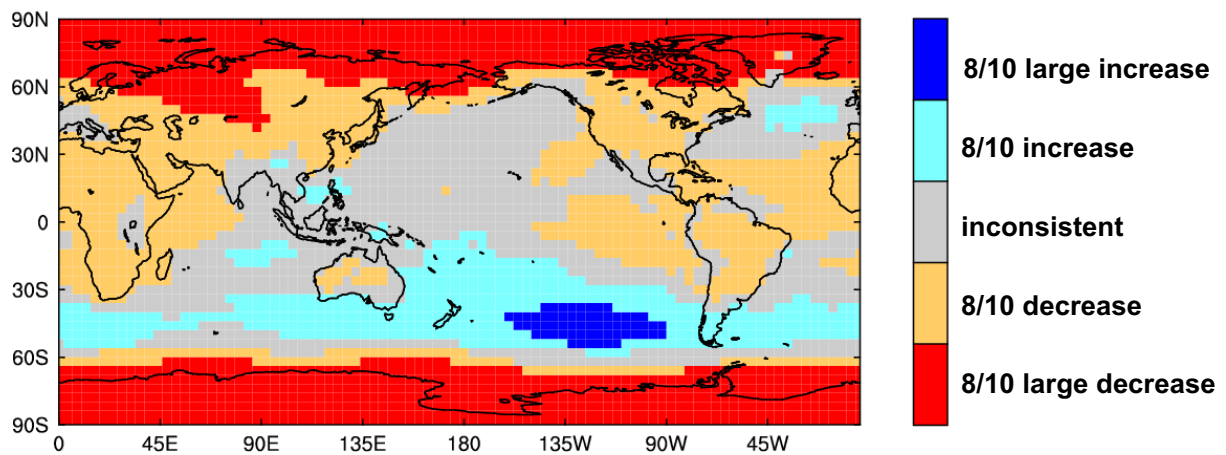 90N
60N
30N
0
30S
60S
90S
0 45E 90E 135E 180 135W 90W 45W
8/10 large increase
8/10 increase
inconsistent
8/10 decrease
8/10 large decrease